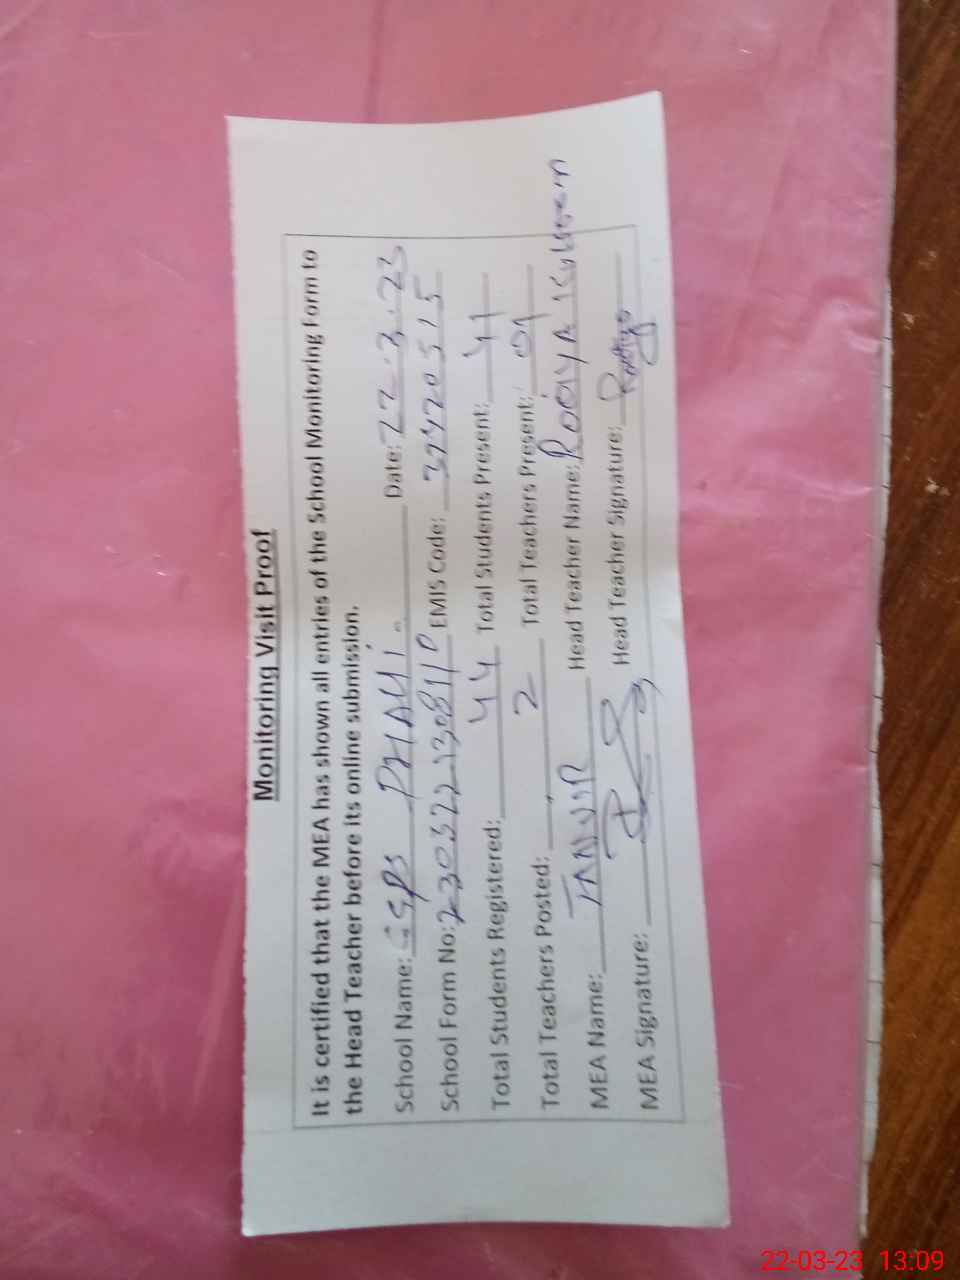 Monitoring Visit Proof
It is certified that the MEA has shown all entries of the School Monitoring Form to
the Head Teacher before its online submission.
School Name: GGPS DHAHI. Date: 22.3.23
School Form No: EMIS Code: 37420515
Total Students Registered: 44 Total Students Present: 41
Total Teachers Posted: 2 Total Teachers Present: 01
MEA Name: TANVIR Head Teacher Name: Roqiya Kulsoom
MEA Signature: Head Teacher Signature:
22-03-23 13:09